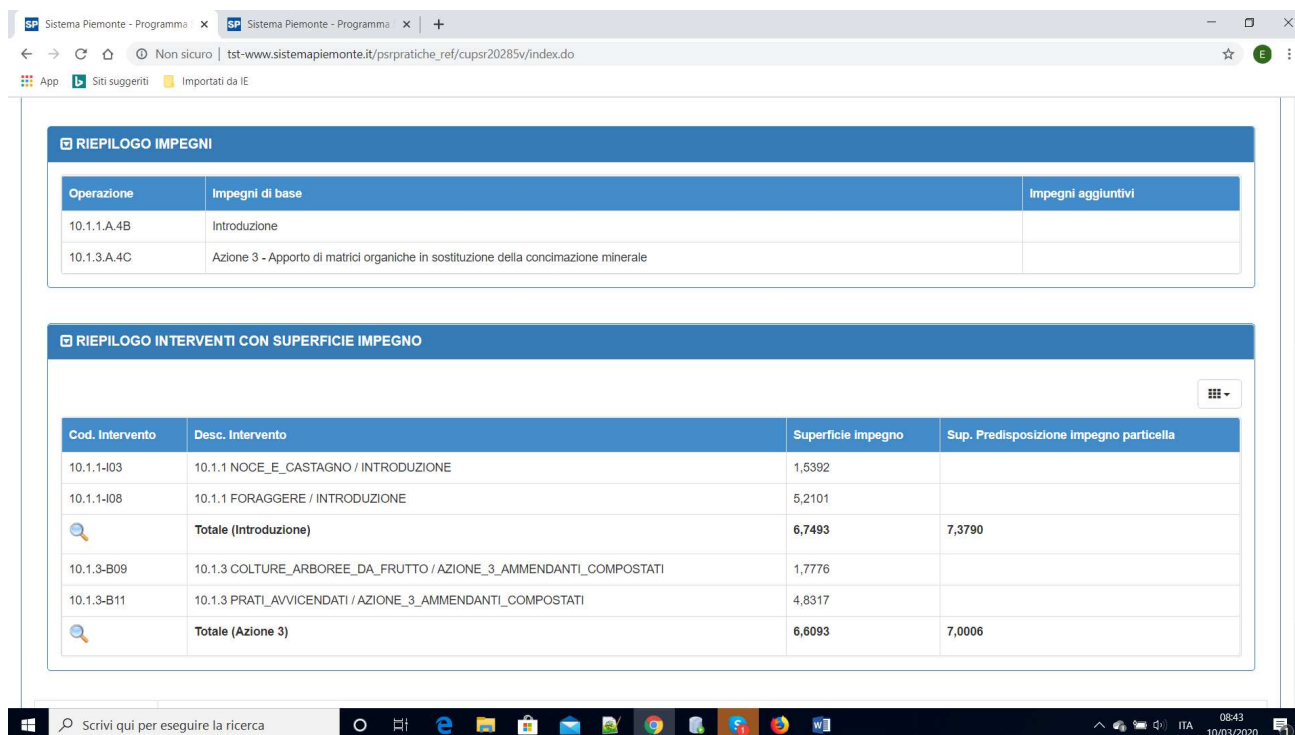 SP Sistema Piemonte - Programma
SP Sistema Piemonte - Programma
Non sicuro | tst-www.sistemapiemonte.it/psrpratiche_ref/cupsr20285v/index.do
E
App Siti suggeriti Importati da IE
RIEPILOGO IMPEGNI
Operazione Impegni di base Impegni aggiuntivi
10.1.1.A.4B Introduzione
10.1.3.A.4C Azione 3 - Apporto di matrici organiche in sostituzione della concimazione minerale
RIEPILOGO INTERVENTI CON SUPERFICIE IMPEGNO
Cod. Intervento Desc. Intervento Superficie impegno Sup. Predisposizione impegno particella
10.1.1-I03 10.1.1 NOCE_E_CASTAGNO / INTRODUZIONE 1,5392
10.1.1-I08 10.1.1 FORAGGERE / INTRODUZIONE 5,2101
Totale (Introduzione) 6,7493 7,3790
10.1.3-B09 10.1.3 COLTURE_ARBOREE_DA_FRUTTO / AZIONE_3_AMMENDANTI_COMPOSTATI 1,7776
10.1.3-B11 10.1.3 PRATI_AVVICENDATI / AZIONE_3_AMMENDANTI_COMPOSTATI 4,8317
Totale (Azione 3) 6,6093 7,0006
Scrivi qui per eseguire la ricerca
ITA
08:43
10/03/2020